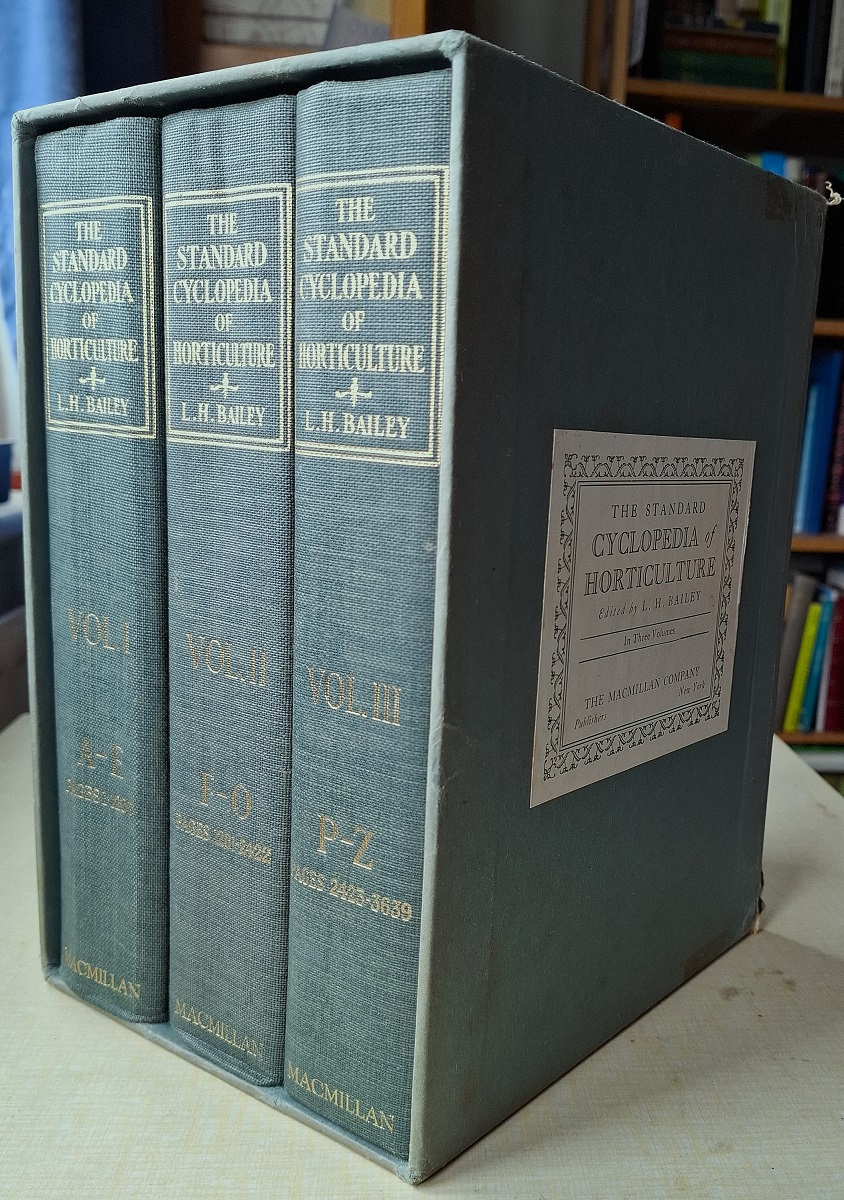 THE
STANDARD
CYCLOPEDIA
OF
HORTICULTURE
L. H. BAILEY
VOL. I
A-E
MACMILLAN
THE
STANDARD
CYCLOPEDIA
OF
HORTICULTURE
L. H. BAILEY
VOL. II
F-O
PAGES
MACMILLAN
THE
STANDARD
CYCLOPEDIA
OF
HORTICULTURE
L. H. BAILEY
VOL. III
P-Z
PAGES 2423-3639
MACMILLAN
THE STANDARD
CYCLOPEDIA of
HORTICULTURE
Edited by L. H. BAILEY
In Three Volumes
THE MACMILLAN COMPANY
Publishers New York